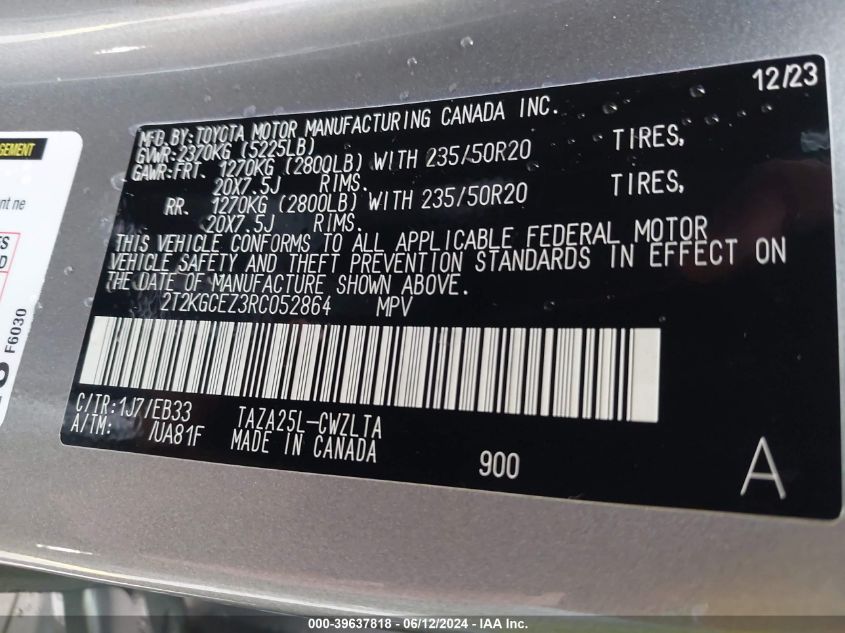 12/23
MFD.BY:TOYOTA MOTOR MANUFACTURING CANADA INC.
GVWR:2370KG (5225LB)
GAWR:FRT. 1270KG (2800LB) WITH 235/50R20 TIRES,
20X7.5J RIMS.
RR. 1270KG (2800LB) WITH 235/50R20 TIRES,
20X7.5J RIMS.
THIS VEHICLE CONFORMS TO ALL APPLICABLE FEDERAL MOTOR
VEHICLE SAFETY AND THEFT PREVENTION STANDARDS IN EFFECT ON
THE DATE OF MANUFACTURE SHOWN ABOVE.
2T2KGCEZ3RC052864 MPV
C/TR:1J7/EB33 TAZA25L-CWZLTA
A/TM: /UA81F MADE IN CANADA
900
A
F6030
000-39637818 - 06/12/2024 - IAA Inc.